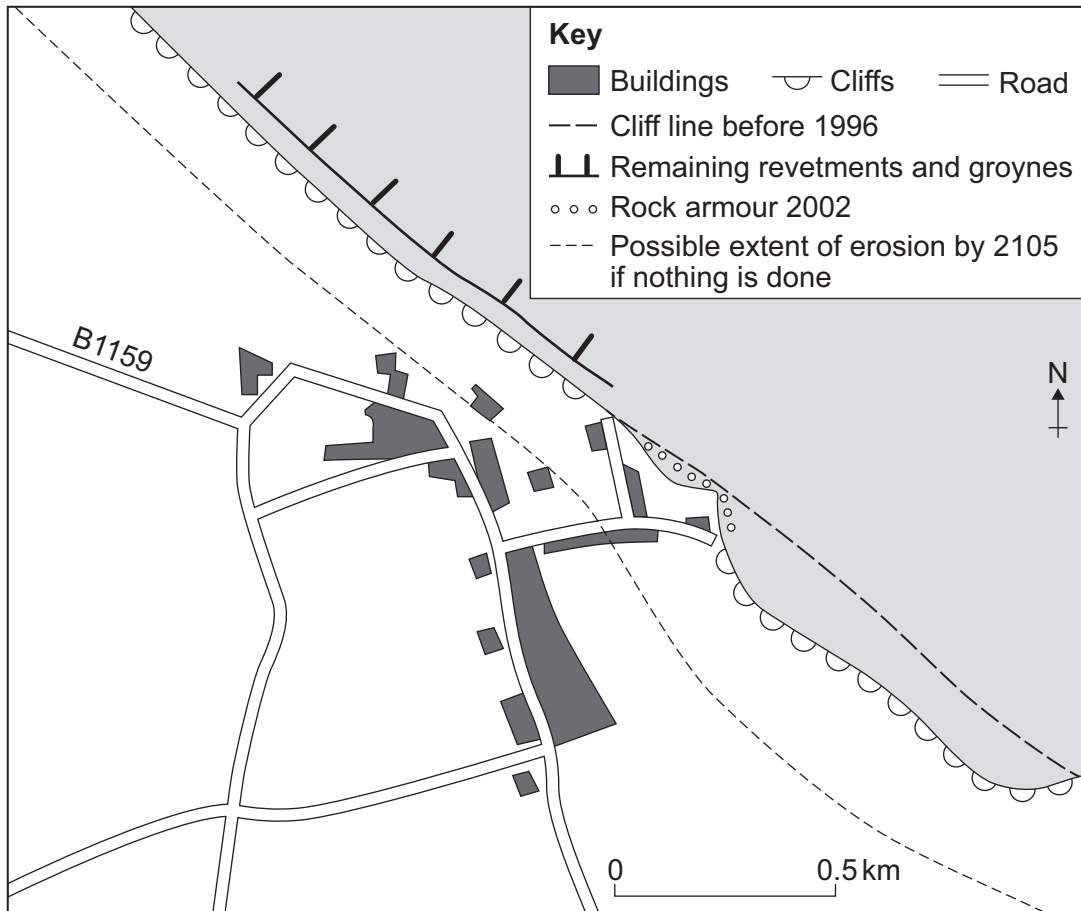 Key
Buildings Cliffs Road
Cliff line before 1996
Remaining revetments and groynes
Rock armour 2002
Possible extent of erosion by 2105
if nothing is done
B1159
N
0 0.5 km